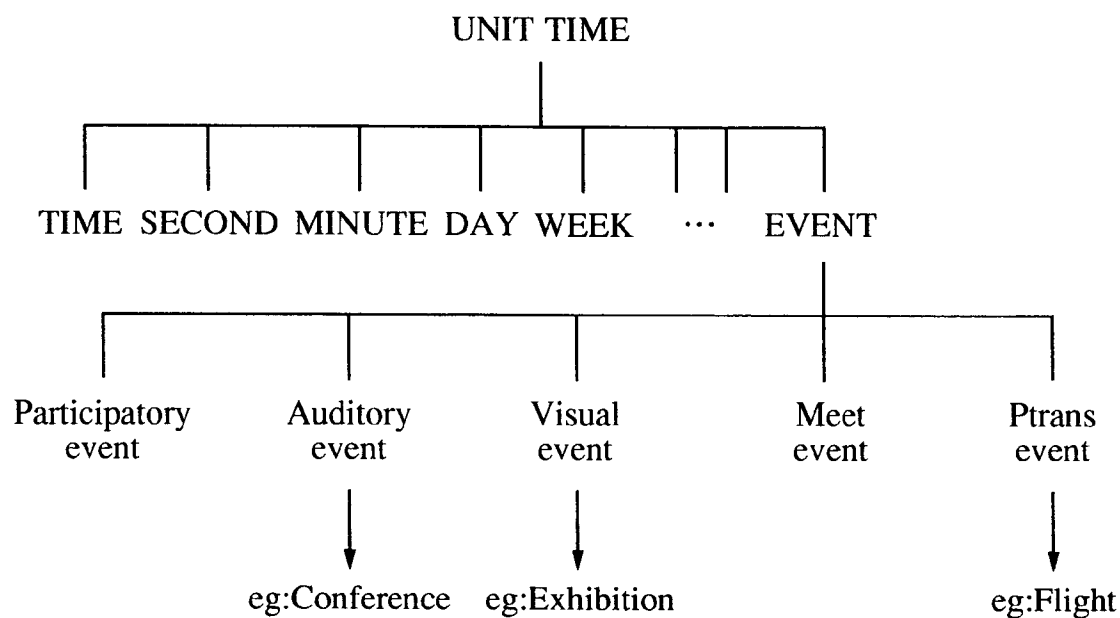 UNIT TIME
TIME SECOND MINUTE DAY WEEK ... EVENT
Participatory event
Auditory event
Visual event
Meet event
Ptrans event
eg:Conference eg:Exhibition eg:Flight